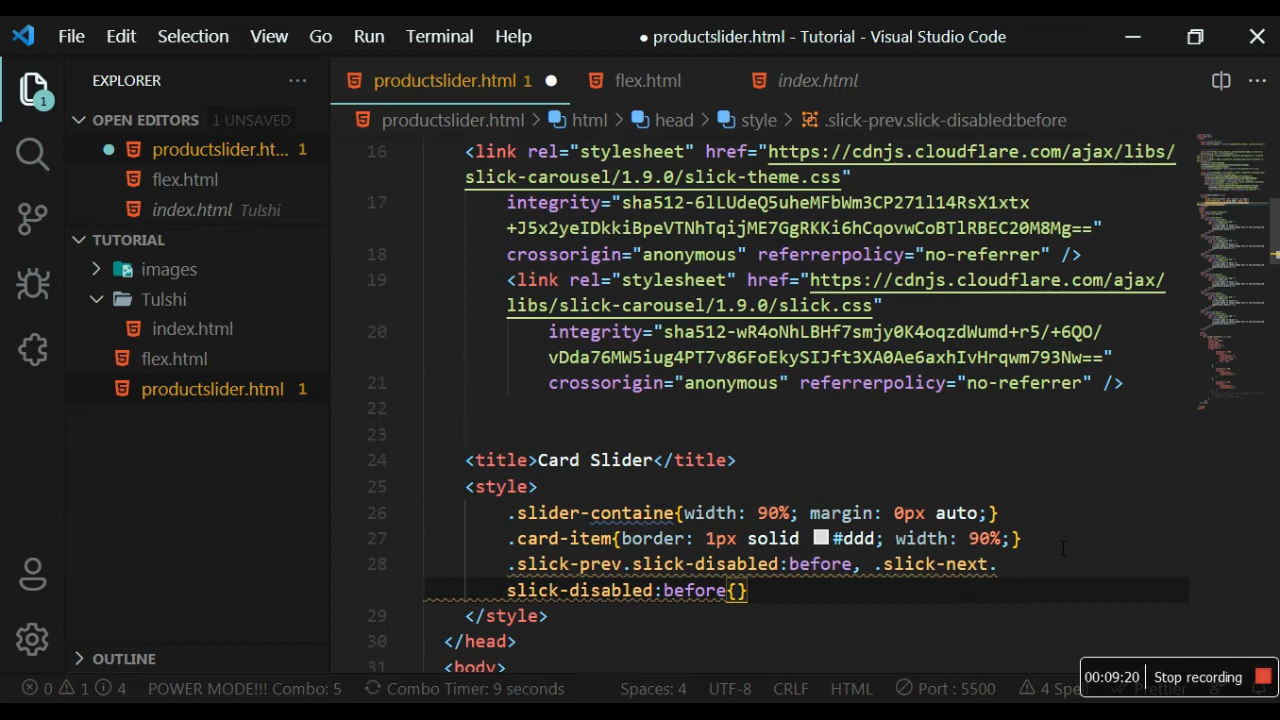 File Edit Selection View Go Run Terminal Help
● productslider.html - Tutorial - Visual Studio Code
EXPLORER
productslider.html 1
flex.html
index.html
OPEN EDITORS 1 UNSAVED
productslider.ht... 1
flex.html
index.html Tulshi
TUTORIAL
images
Tulshi
index.html
flex.html
productslider.html 1
OUTLINE
productslider.html > html > head > style > .slick-prev.slick-disabled:before
16 <link rel="stylesheet" href="https://cdnjs.cloudflare.com/ajax/libs/
slick-carousel/1.9.0/slick-theme.css"
17 integrity="sha512-6lLUdeQ5uheMFbWm3CP271l14RsX1xtx
+J5x2yeIDkkiBpeVTNhTqijME7GgRKKi6hCqovwCoBTlRBEC20M8Mg=="
18 crossorigin="anonymous" referrerpolicy="no-referrer" />
19 <link rel="stylesheet" href="https://cdnjs.cloudflare.com/ajax/
libs/slick-carousel/1.9.0/slick.css"
20 integrity="sha512-wR4oNhLBHf7smjy0K4oqzdWumd+r5/+6QO/
vDda76MW5iug4PT7v86FoEkySIJft3XA0Ae6axhIvHrqwm793Nw=="
21 crossorigin="anonymous" referrerpolicy="no-referrer" />
22
23
24 <title>Card Slider</title>
25 <style>
26 .slider-containe{width: 90%; margin: 0px auto;}
27 .card-item{border: 1px solid #ddd; width: 90%;}
28 .slick-prev.slick-disabled:before, .slick-next.
slick-disabled:before{}
29 </style>
30 </head>
31 <body>
1
0 1 4 POWER MODE!!! Combo: 5 Combo Timer: 9 seconds Spaces: 4 UTF-8 CRLF HTML Port : 5500 4 Spe
00:09:20 Stop recording